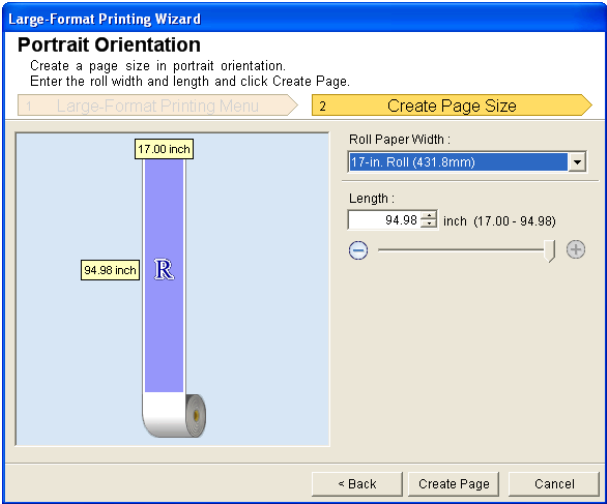 Large-Format Printing Wizard
Portrait Orientation
Create a page size in portrait orientation.
Enter the roll width and length and click Create Page.
1 Large-Format Printing Menu
2 Create Page Size
17.00 inch
94.98 inch
R
Roll Paper Width :
17-in. Roll (431.8mm)
Length :
94.98 inch (17.00 - 94.98)
< Back
Create Page
Cancel